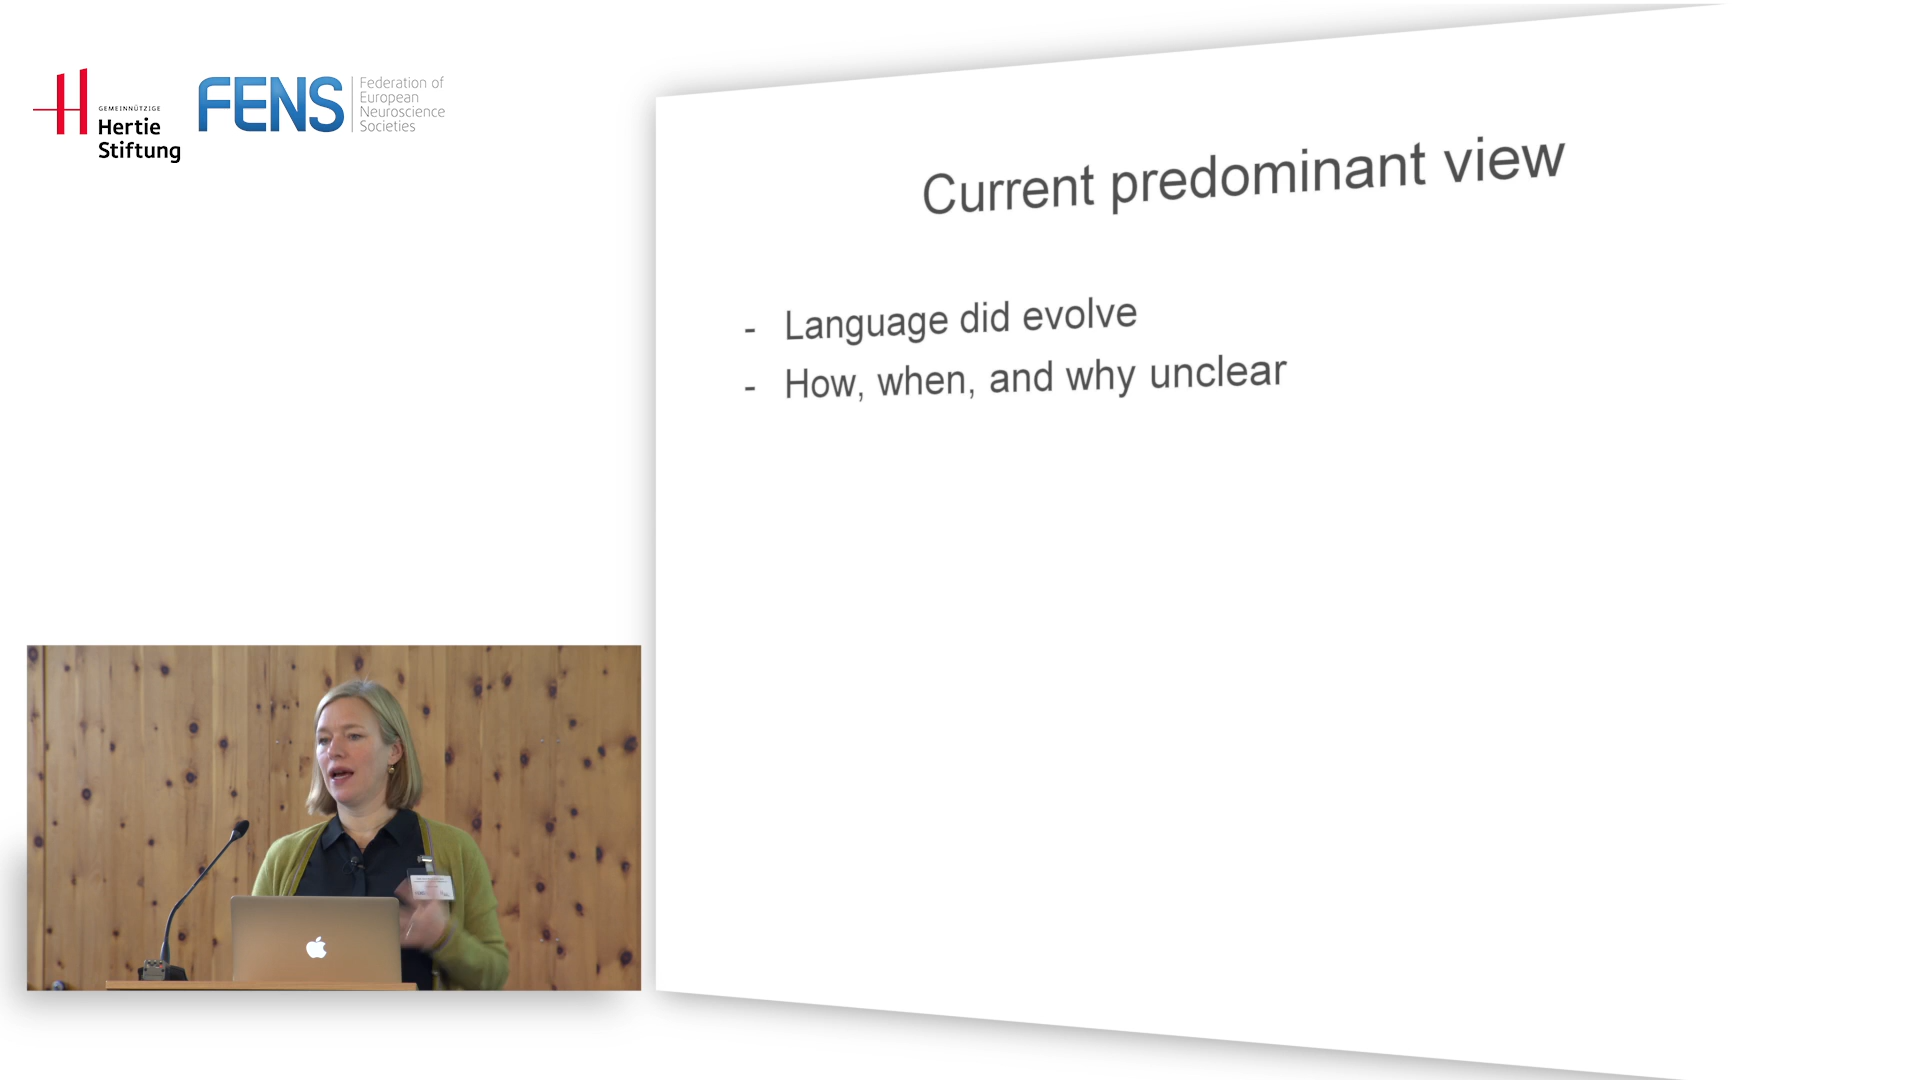 GEMEINNÜTZIGE
Hertie
Stiftung
FENS
Federation of
European
Neuroscience
Societies
Current predominant view
- Language did evolve
- How, when, and why unclear